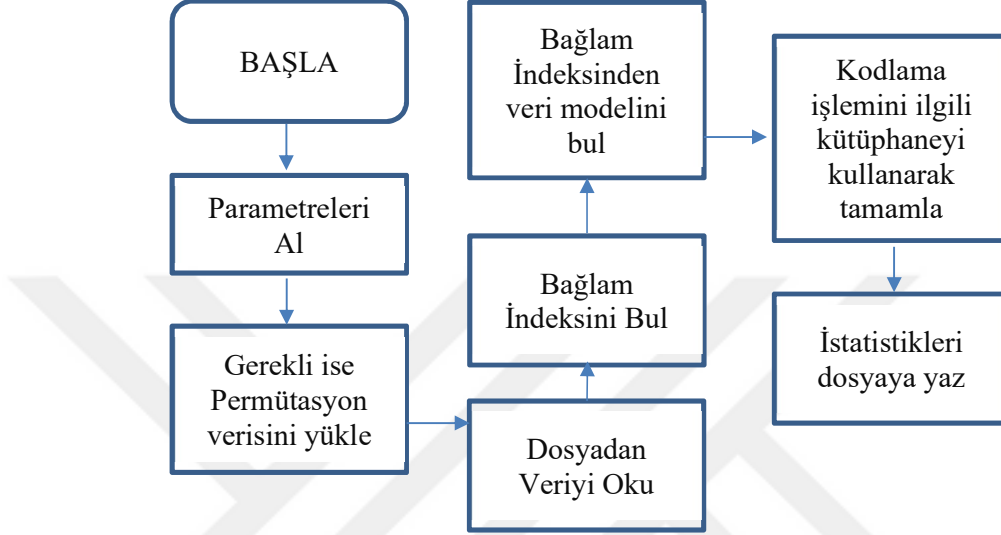 BAŞLA
Parametreleri
Al
Gerekli ise
Permütasyon
verisini yükle
Dosyadan
Veriyi Oku
Bağlam
İndeksini Bul
Bağlam
İndeksinden
veri modelini
bul
Kodlama
işlemini ilgili
kütüphaneyi
kullanarak
tamamla
İstatistikleri
dosyaya yaz